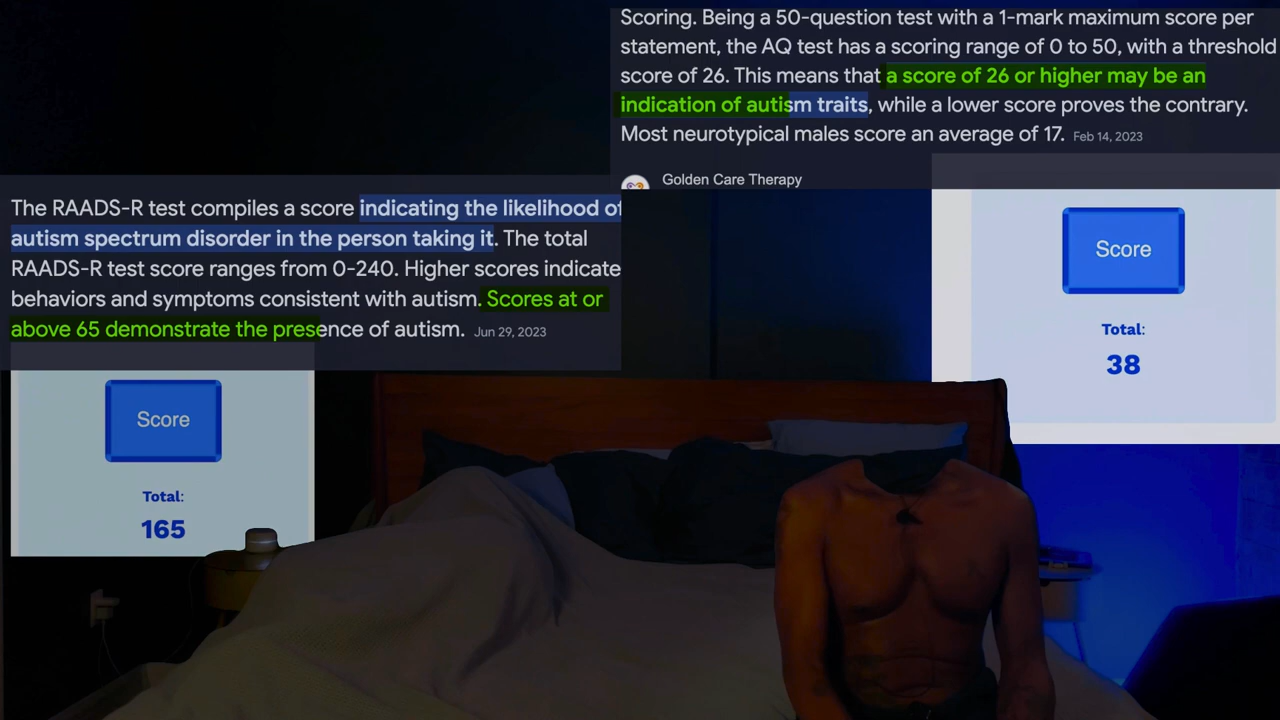 Scoring. Being a 50-question test with a 1-mark maximum score per
statement, the AQ test has a scoring range of 0 to 50, with a threshold
score of 26. This means that a score of 26 or higher may be an
indication of autism traits, while a lower score proves the contrary.
Most neurotypical males score an average of 17. Feb 14, 2023
Golden Care Therapy
The RAADS-R test compiles a score indicating the likelihood of
autism spectrum disorder in the person taking it. The total
RAADS-R test score ranges from 0-240. Higher scores indicate
behaviors and symptoms consistent with autism. Scores at or
above 65 demonstrate the presence of autism. Jun 29, 2023
Score
Total:
38
Score
Total:
165